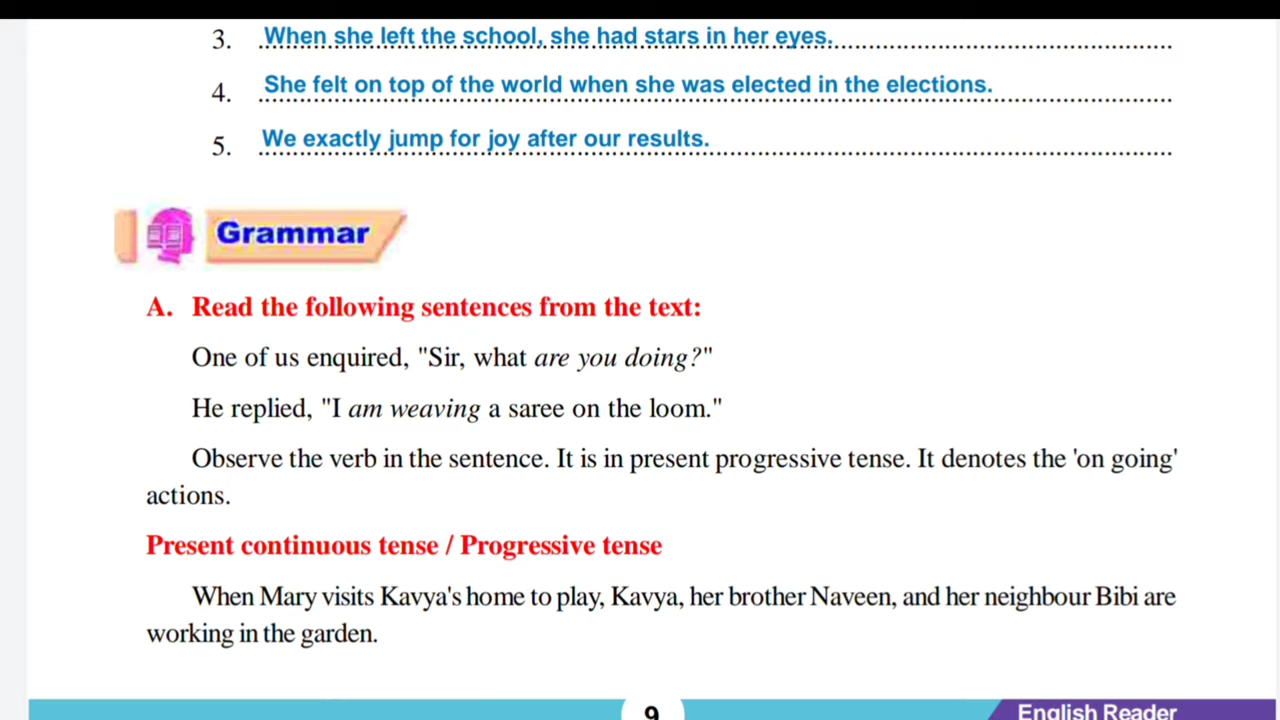 3. When she left the school, she had stars in her eyes.
4. She felt on top of the world when she was elected in the elections.
5. We exactly jump for joy after our results.
Grammar
A. Read the following sentences from the text:
One of us enquired, "Sir, what are you doing?"
He replied, "I am weaving a saree on the loom."
Observe the verb in the sentence. It is in present progressive tense. It denotes the 'on going'
actions.
Present continuous tense / Progressive tense
When Mary visits Kavya's home to play, Kavya, her brother Naveen, and her neighbour Bibi are
working in the garden.
9
English Reader